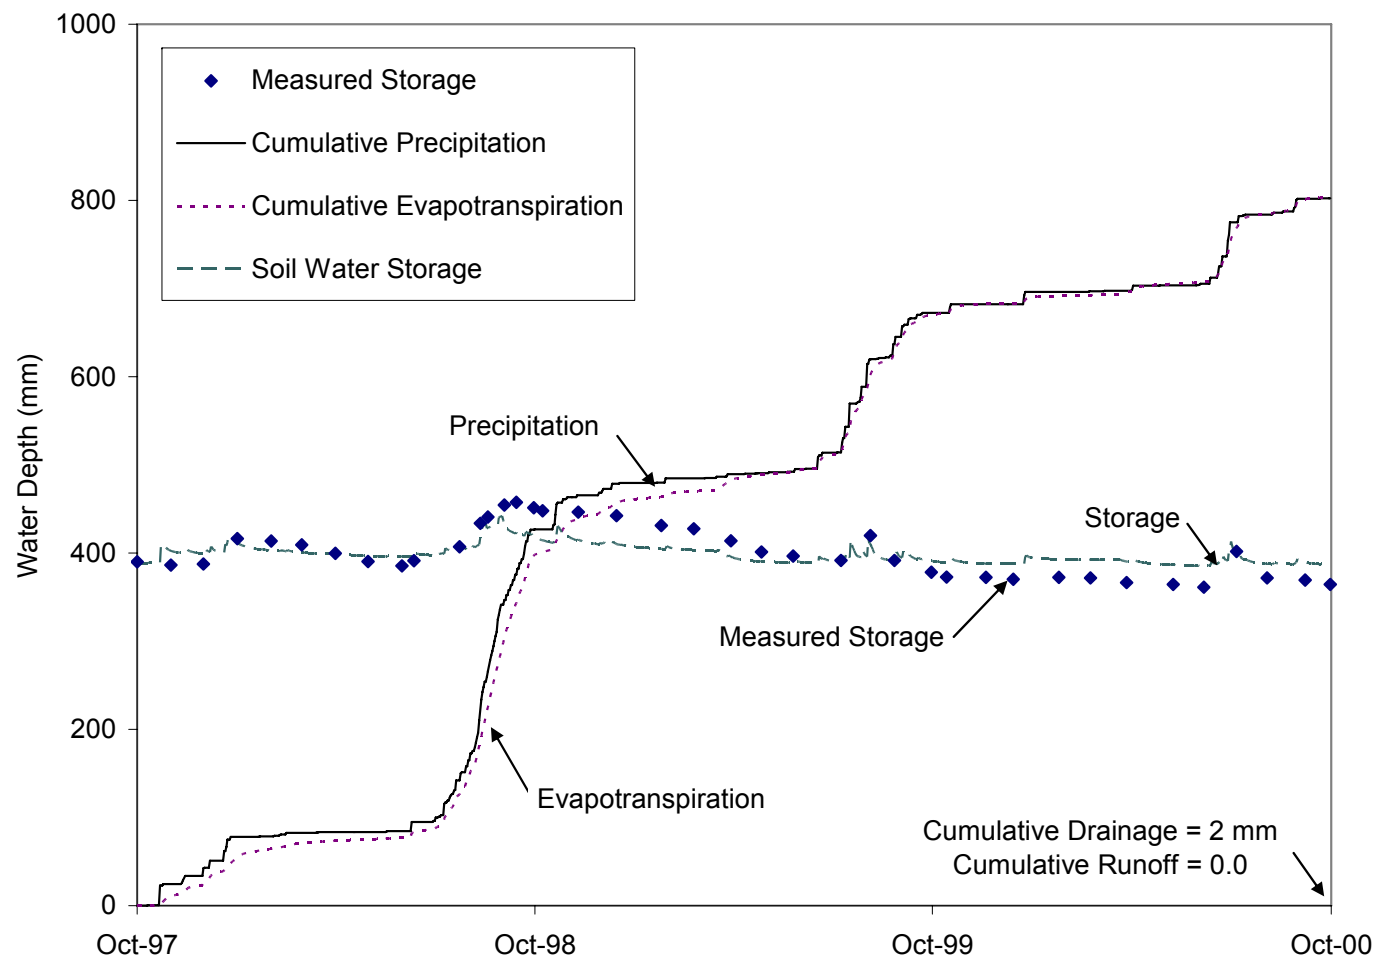 1000
Measured Storage
Cumulative Precipitation
Cumulative Evapotranspiration
Soil Water Storage
800
600
400
200
0
Water Depth (mm)
Precipitation
Storage
Measured Storage
Evapotranspiration
Cumulative Drainage = 2 mm
Cumulative Runoff = 0.0
Oct-97
Oct-98
Oct-99
Oct-00